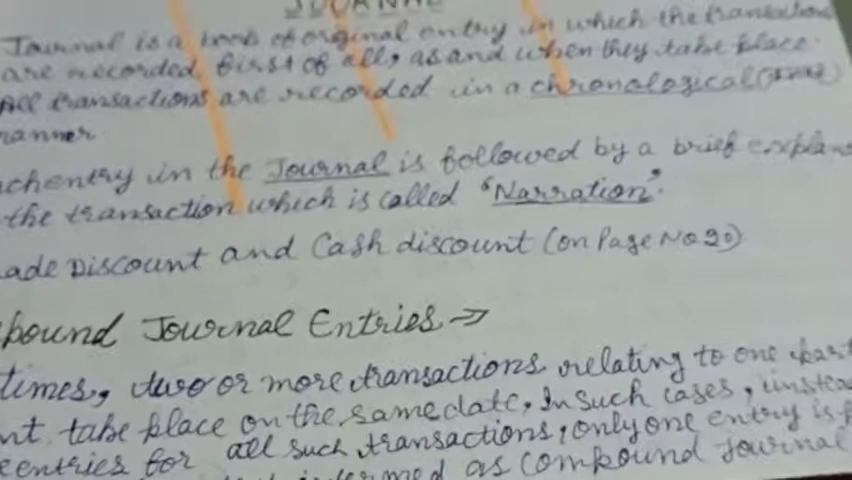 JOURNAL
Journal is a book of original entry in which the transactions
are recorded first of all, as and when they take place.
All transactions are recorded in a chronological
manner
ach entry in the Journal is followed by a brief explana
the transaction which is called "Narration".
ade Discount and Cash discount (on Page No 90)
pound Journal Entries →
times, two or more transactions relating to one part
nt take place on the same date. In such cases, instea
e entries for all such transactions, only one entry is p
termed as Compound Journal